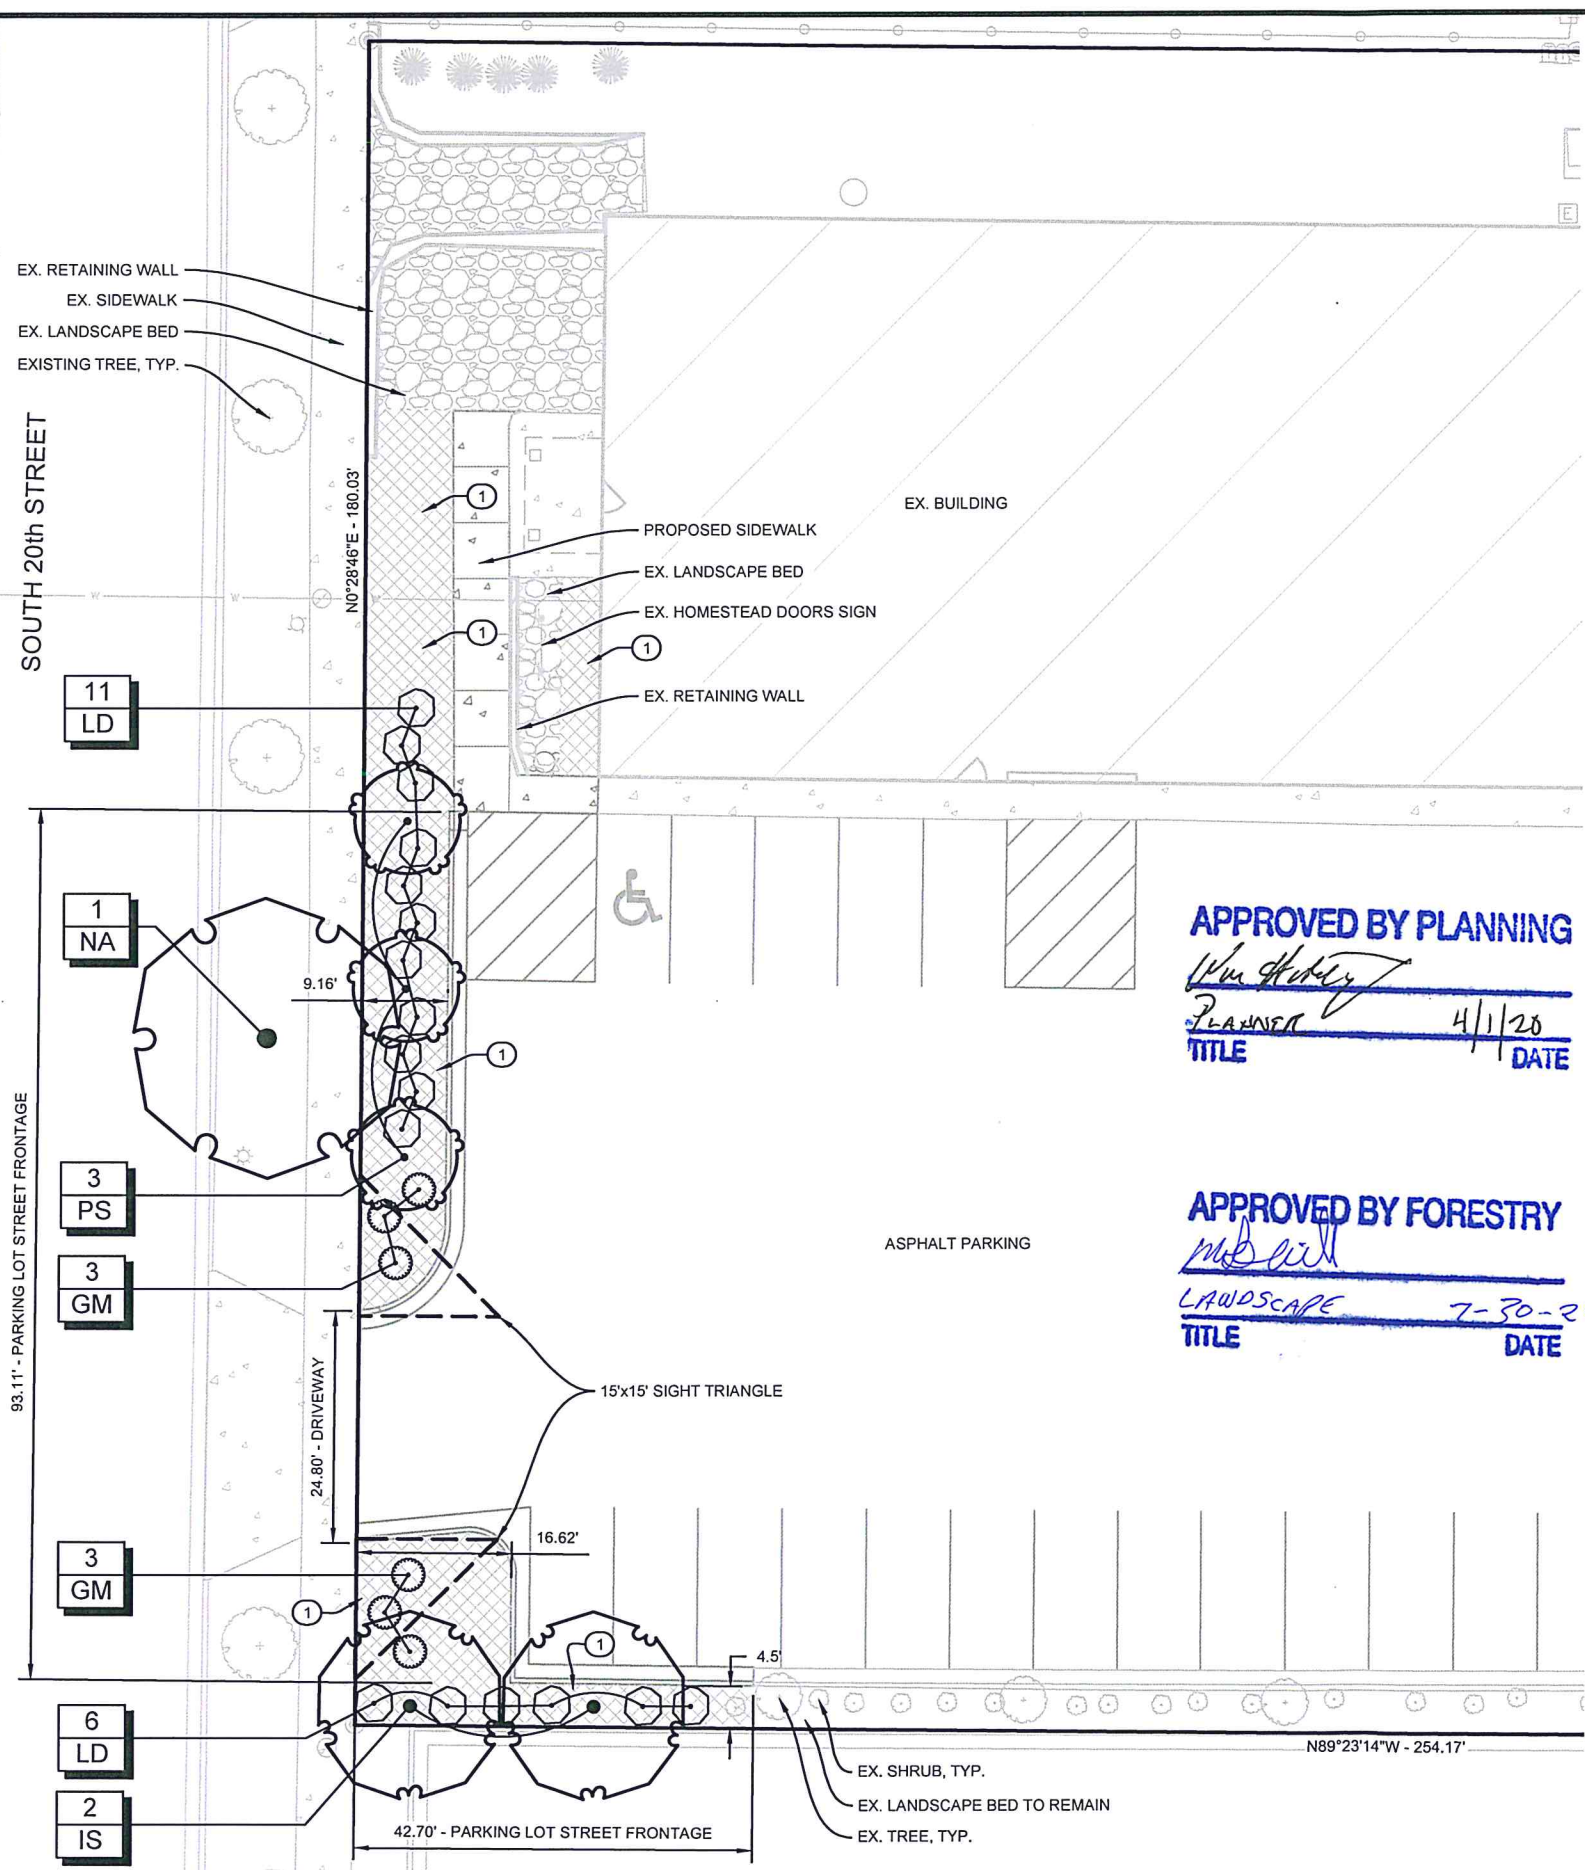 EX. RETAINING WALL
EX. SIDEWALK
EX. LANDSCAPE BED
EXISTING TREE, TYP.
SOUTH 20th STREET
N0°28'46"E - 180.03'
W
W
W
1
EX. BUILDING
PROPOSED SIDEWALK
EX. LANDSCAPE BED
EX. HOMESTEAD DOORS SIGN
1
1
EX. RETAINING WALL
E
11
LD
1
NA
9.16'
1
93.11' - PARKING LOT STREET FRONTAGE
3
PS
3
GM
APPROVED BY PLANNING
PLANNER 4/1/20
TITLE DATE
APPROVED BY FORESTRY
LANDSCAPE 7-30-2
TITLE DATE
ASPHALT PARKING
15'x15' SIGHT TRIANGLE
24.80' - DRIVEWAY
16.62'
3
GM
1
1
4.5'
6
LD
2
IS
N89°23'14"W - 254.17'
EX. SHRUB, TYP.
EX. LANDSCAPE BED TO REMAIN
EX. TREE, TYP.
42.70' - PARKING LOT STREET FRONTAGE